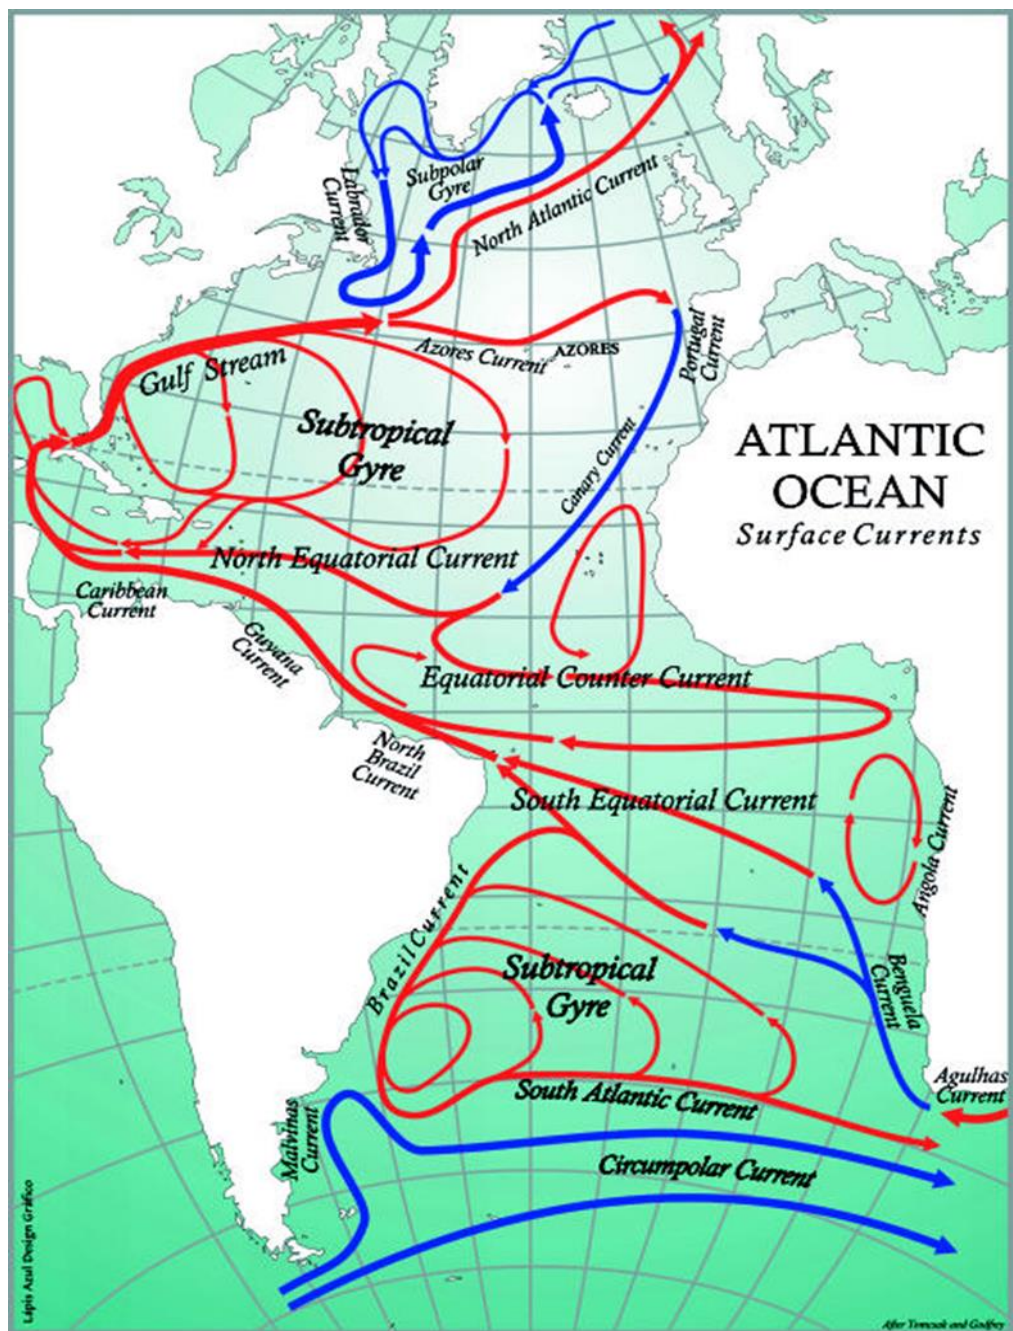 Labrador
Current
Subpolar
Gyre
North Atlantic Current
Gulf Stream
Azores Current
AZORES
Portugal
Current
Subtropical
Gyre
Canary Current
ATLANTIC
OCEAN
Surface Currents
North Equatorial Current
Caribbean
Current
Guyana
Current
Equatorial Counter Current
North
Brazil
Current
South Equatorial Current
Angola Current
Brazil Current
Subtropical
Gyre
Benguela
Current
Agulhas
Current
South Atlantic Current
Malvinas
Current
Circumpolar Current
Lápis Azul Design Gráfico
After Tomczak and Godfrey